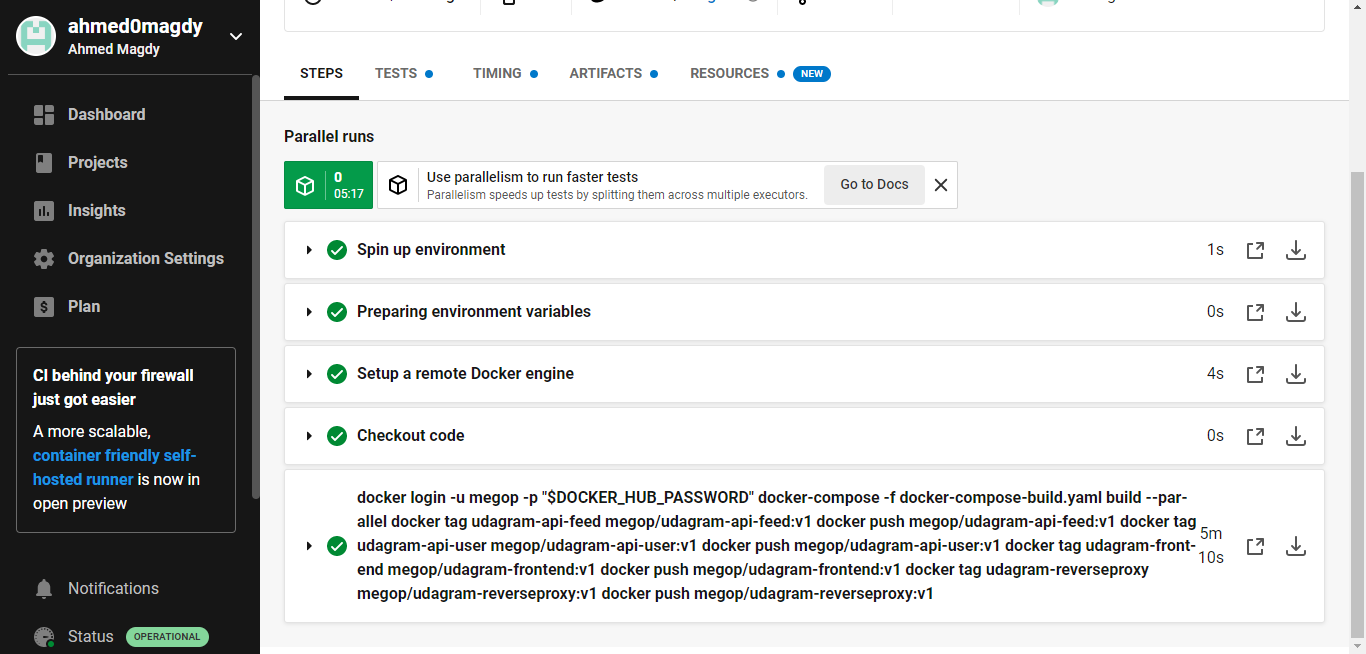 ahmed0magdy
Ahmed Magdy
Dashboard
Projects
Insights
Organization Settings
Plan
CI behind your firewall
just got easier
A more scalable,
container friendly self-
hosted runner is now in
open preview
Notifications
Status OPERATIONAL
STEPS TESTS TIMING ARTIFACTS RESOURCES NEW
Parallel runs
0
05:17
Use parallelism to run faster tests
Parallelism speeds up tests by splitting them across multiple executors.
Go to Docs
Spin up environment 1s
Preparing environment variables 0s
Setup a remote Docker engine 4s
Checkout code 0s
docker login -u megop -p "$DOCKER_HUB_PASSWORD" docker-compose -f docker-compose-build.yaml build --par-
allel docker tag udagram-api-feed megop/udagram-api-feed:v1 docker push megop/udagram-api-feed:v1 docker tag
udagram-api-user megop/udagram-api-user:v1 docker push megop/udagram-api-user:v1 docker tag udagram-front-
end megop/udagram-frontend:v1 docker push megop/udagram-frontend:v1 docker tag udagram-reverseproxy
megop/udagram-reverseproxy:v1 docker push megop/udagram-reverseproxy:v1
5m
10s